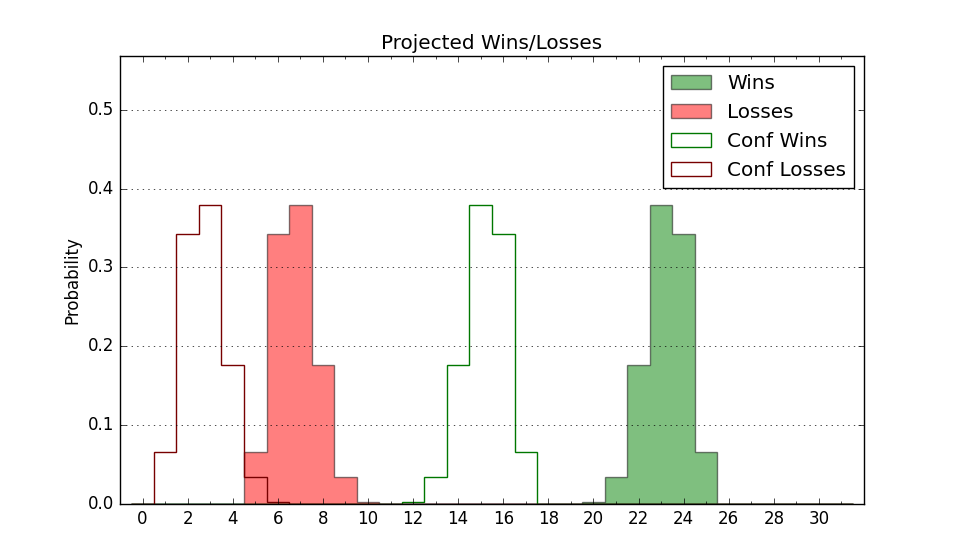 Projected Wins/Losses
Wins
Losses
Conf Wins
Conf Losses
Probability
0.5
0.4
0.3
0.2
0.1
0.0
0 2 4 6 8 10 12 14 16 18 20 22 24 26 28 30